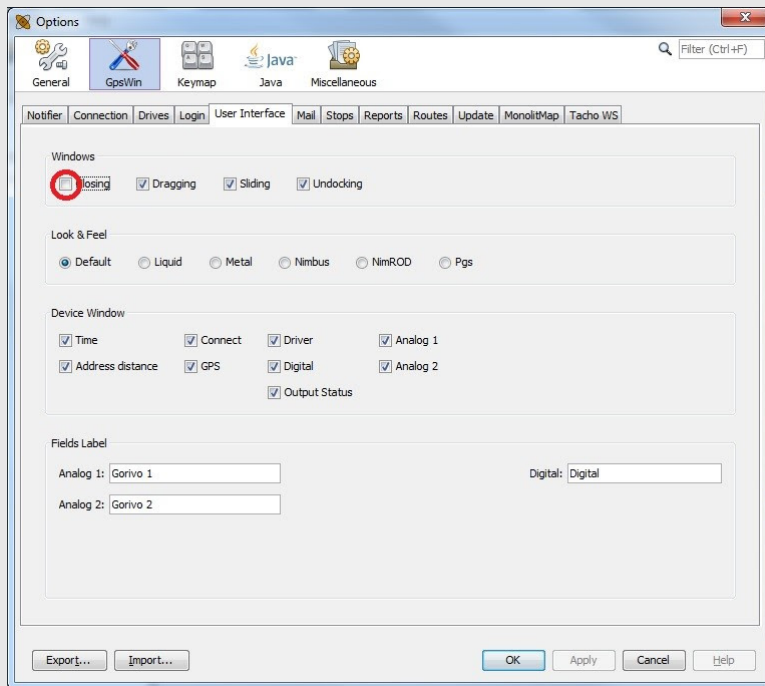 Options
Filter (Ctrl+F)
General GpsWin Keymap Java Java Miscellaneous
Notifier Connection Drives Login User Interface Mail Stops Reports Routes Update MonolitMap Tacho WS
Windows
Closing Dragging Sliding Undocking
Look & Feel
Default Liquid Metal Nimbus NimROD Pgs
Device Window
Time Connect Driver Analog 1
Address distance GPS Digital Analog 2
Output Status
Fields Label
Analog 1: Gorivo 1 Digital: Digital
Analog 2: Gorivo 2
Export... Import... OK Apply Cancel Help